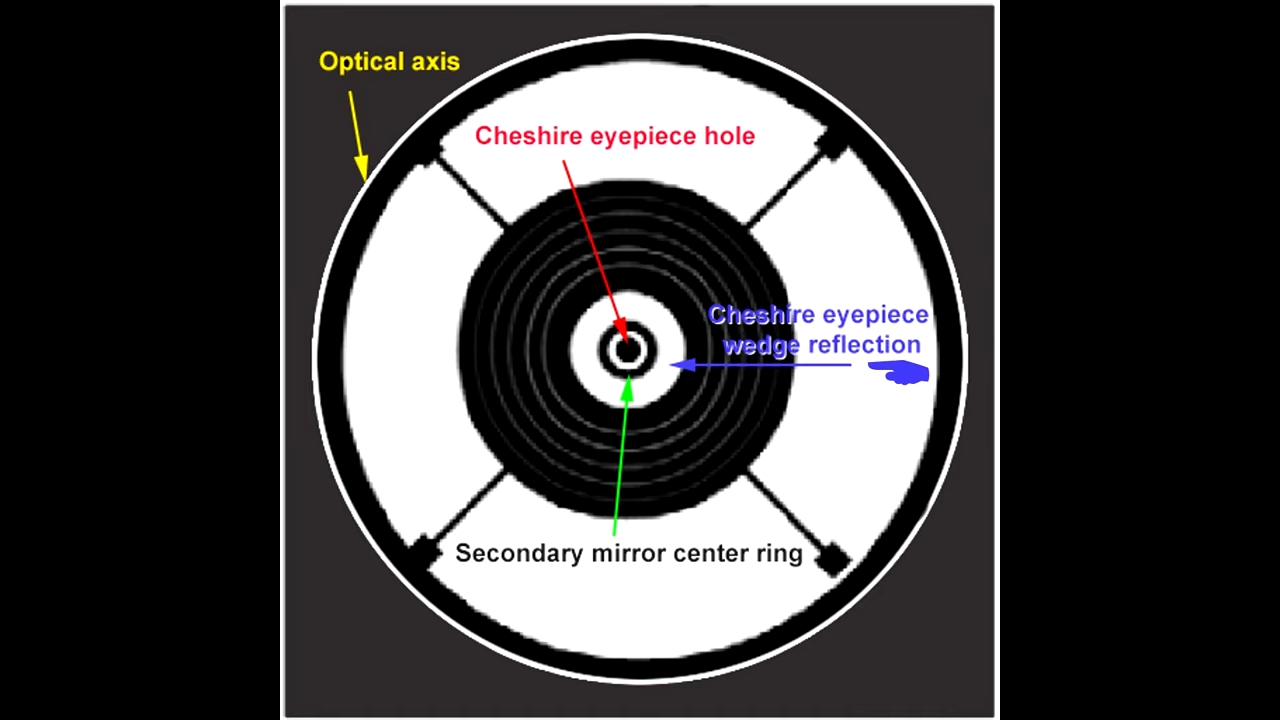 Optical axis
Cheshire eyepiece hole
Cheshire eyepiece
wedge reflection
Secondary mirror center ring